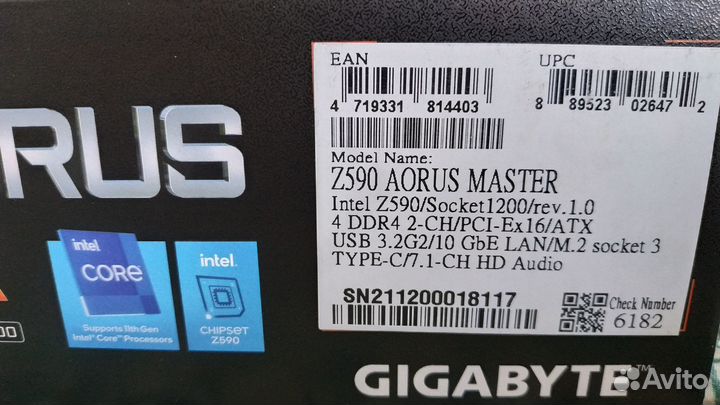 RUS
intel
CORE
Supports 11th Gen
Intel® Core™ Processors
intel.
CHIPSET
Z590
00
EAN
4 719331 814403
UPC
8 89523 02647 2
Model Name:
Z590 AORUS MASTER
Intel Z590/Socket1200/rev.1.0
4 DDR4 2-CH/PCI-Ex16/ATX
USB 3.2G2/10 GbE LAN/M.2 socket 3
TYPE-C/7.1-CH HD Audio
SN211200018117
Check Number
6182
GIGABYTE™
Avito